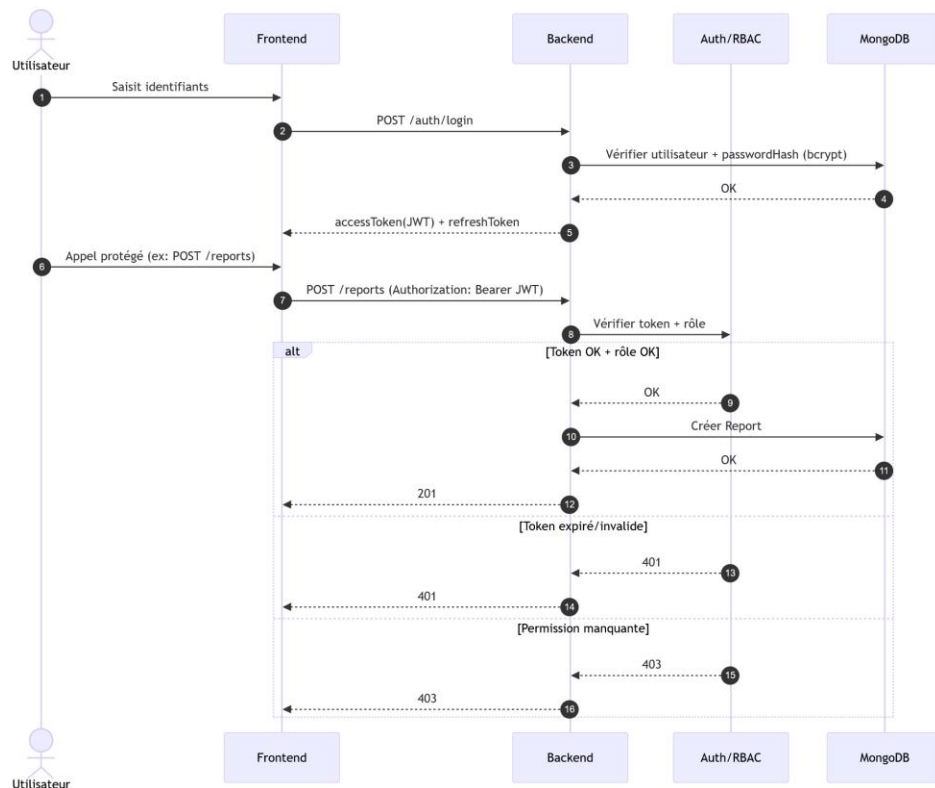 Utilisateur
Frontend
Backend
Auth/RBAC
MongoDB
1
Saisit identifiants
2
POST /auth/login
3
Vérifier utilisateur + passwordHash (bcrypt)
OK
4
accessToken(JWT) + refreshToken
5
6
Appel protégé (ex: POST /reports)
7
POST /reports (Authorization: Bearer JWT)
8
Vérifier token + rôle
alt
[Token OK + rôle OK]
OK
9
10
Créer Report
OK
11
201
12
[Token expiré/invalide]
401
13
401
14
[Permission manquante]
403
15
403
16
Utilisateur
Frontend
Backend
Auth/RBAC
MongoDB